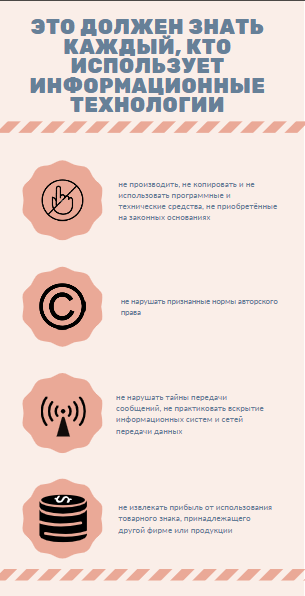 ЭТО ДОЛЖЕН ЗНАТЬ
КАЖДЫЙ, КТО
ИСПОЛЬЗУЕТ
ИНФОРМАЦИОННЫЕ
ТЕХНОЛОГИИ
не производить, не копировать и не
использовать программные и
технические средства, не приобретённые
на законных основаниях
не нарушать признанные нормы авторского
права
не нарушать тайны передачи
сообщений, не практиковать вскрытие
информационных систем и сетей
передачи данных
не извлекать прибыль от использования
товарного знака, принадлежащего
другой фирме или продукции